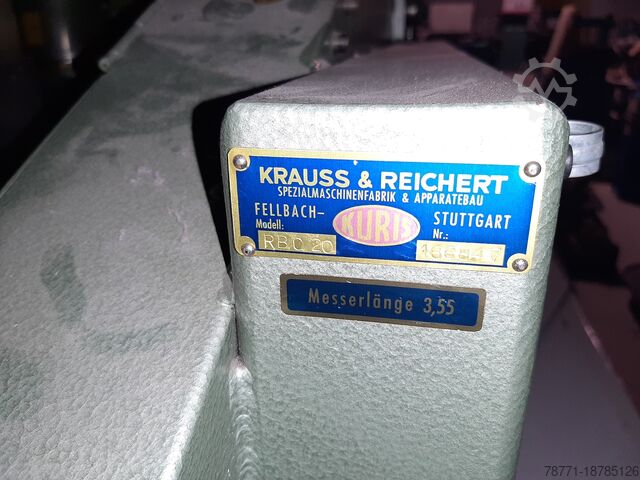 KRAUSS & REICHERT
SPEZIALMASCHINENFABRIK & APPARATEBAU
FELLBACH– KURIS STUTTGART
Modell: Nr.:
RBC 20
Messerlänge 3,55
78771-18785126